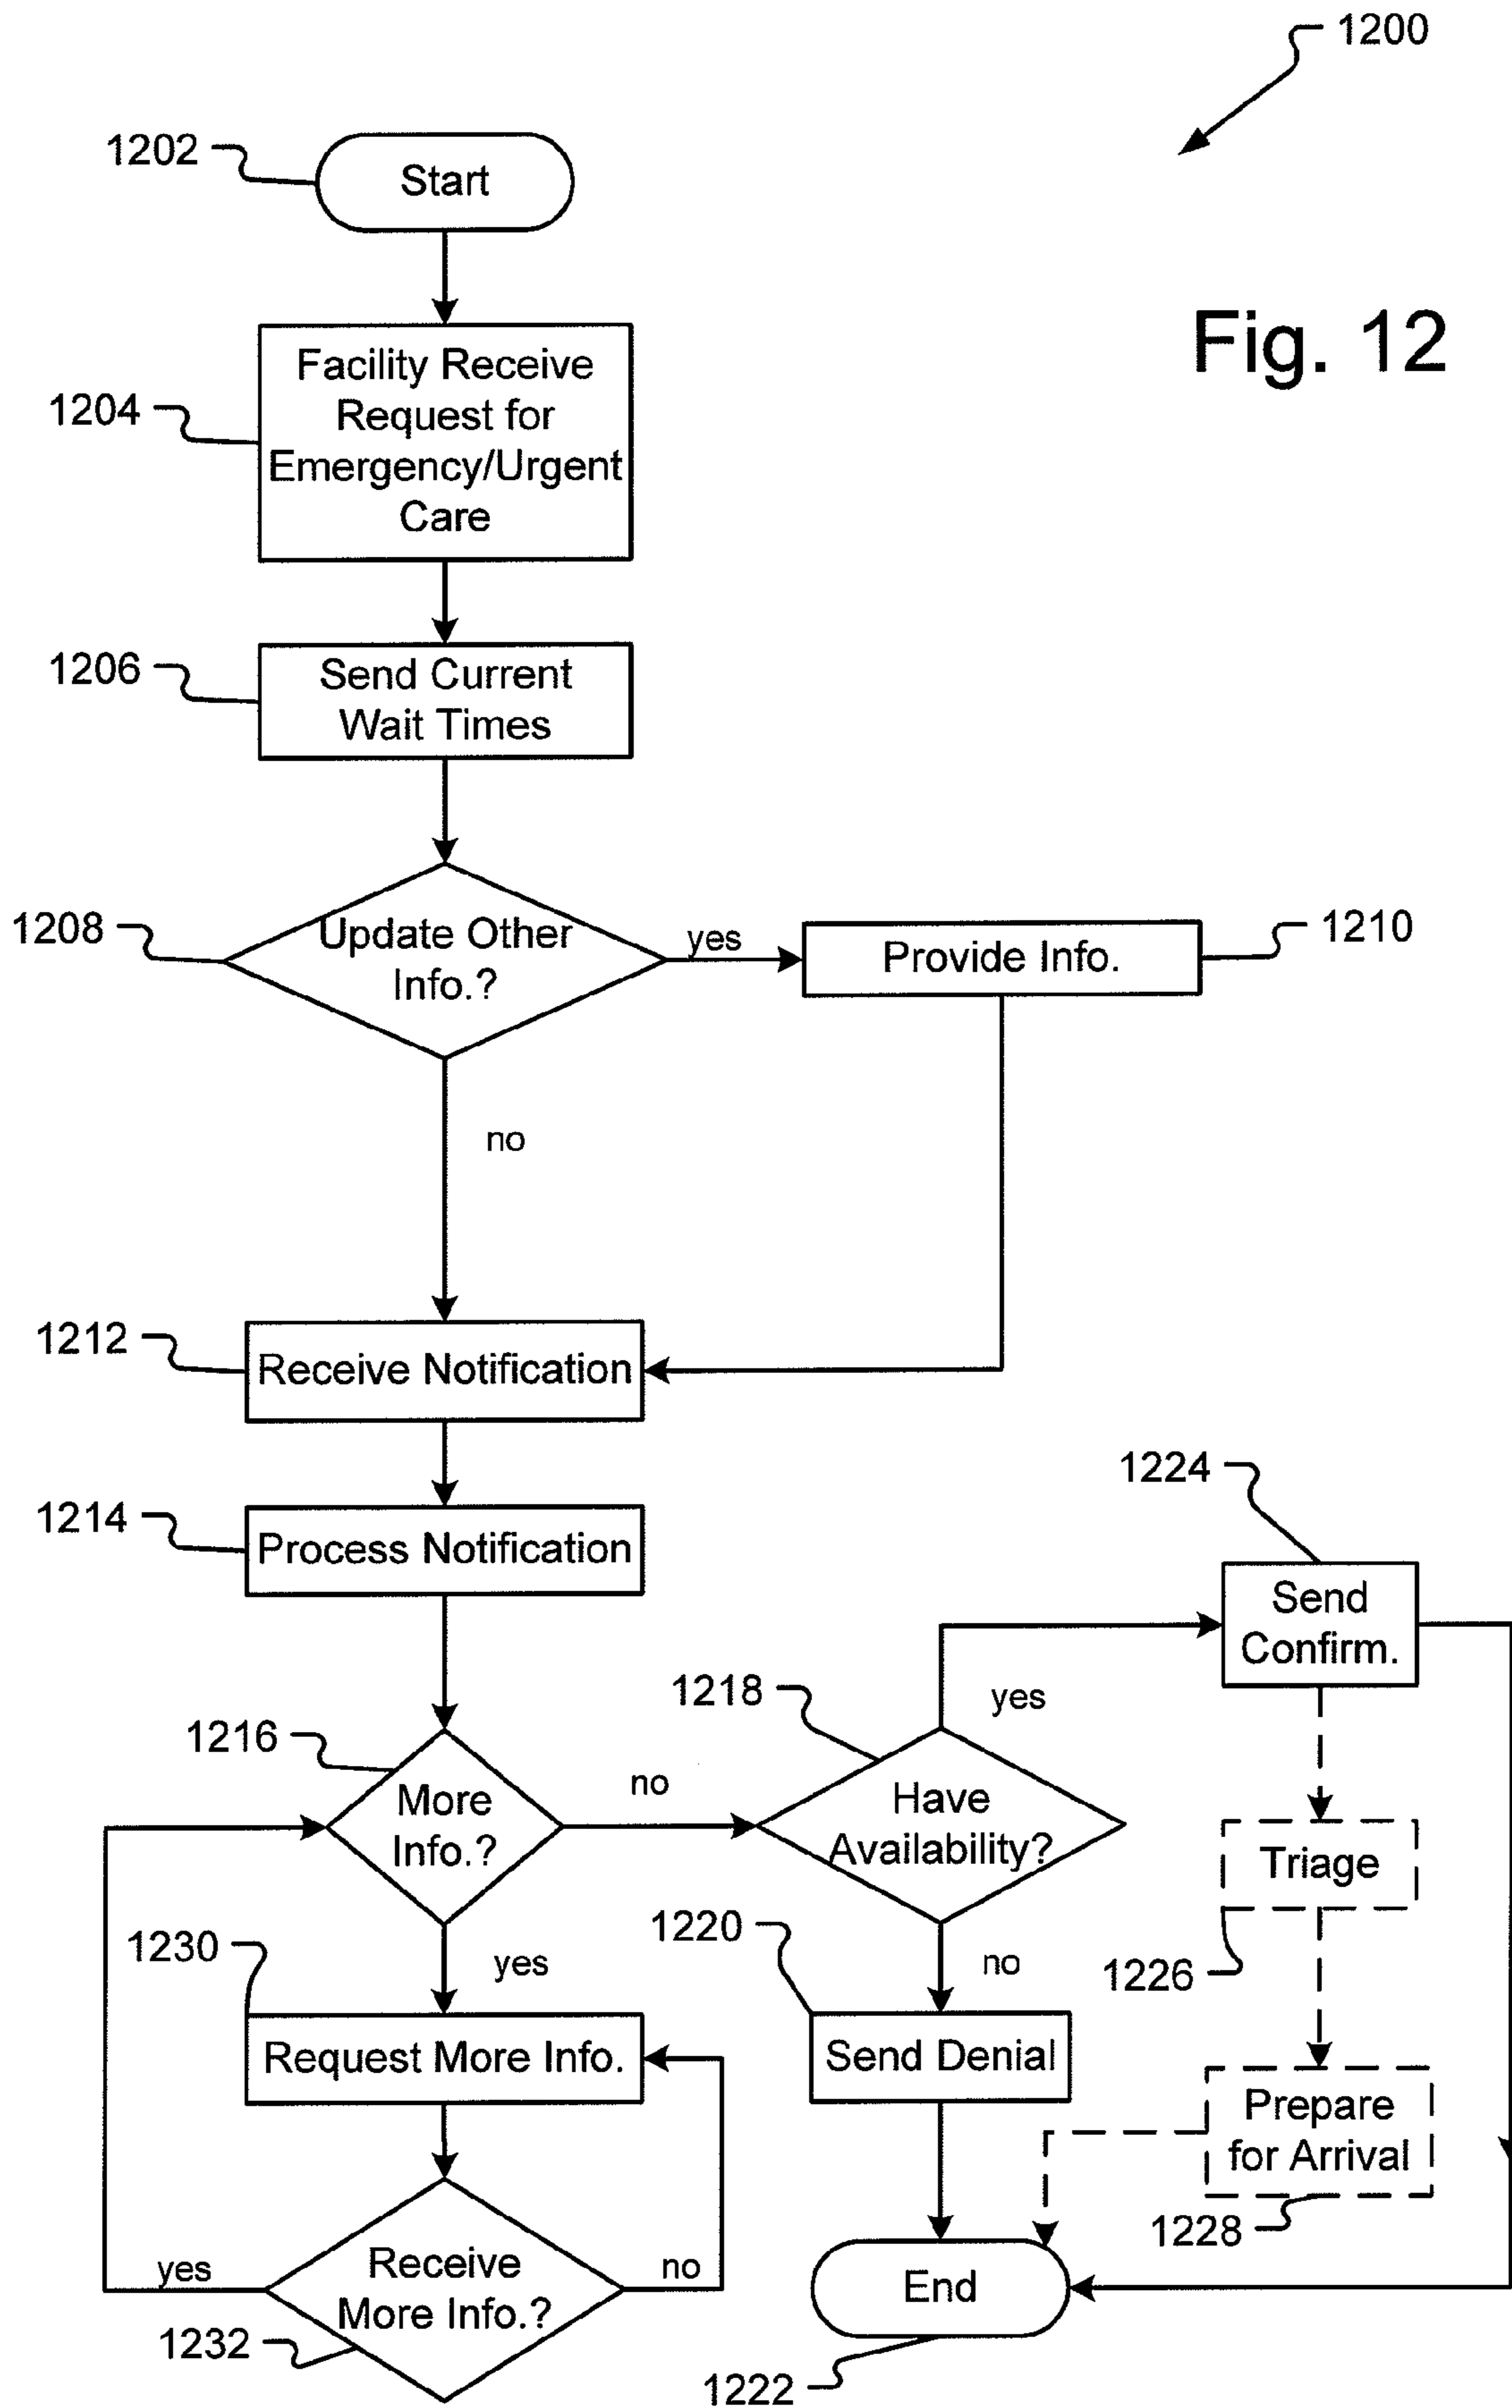 1200
1202
Start
Fig. 12
1204
Facility Receive
Request for
Emergency/Urgent
Care
1206
Send Current
Wait Times
1208
Update Other
Info.?
yes
Provide Info.
1210
no
1212
Receive Notification
1214
Process Notification
1224
Send
Confirm.
1216
More
Info.?
no
1218
Have
Availability?
yes
Triage
1226
1230
yes
Request More Info.
1220
no
Send Denial
Prepare
for Arrival
1228
Receive
More Info.?
yes
no
1232
End
1222